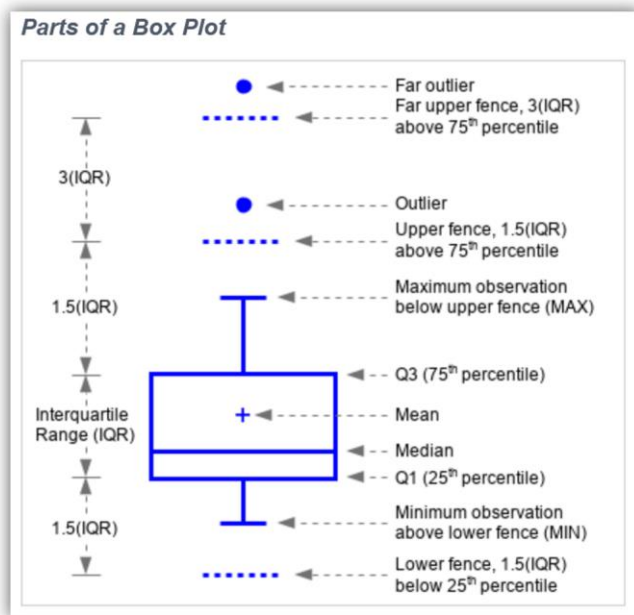 Parts of a Box Plot
Far outlier
Far upper fence, 3(IQR)
above 75th percentile
3(IQR)
Outlier
Upper fence, 1.5(IQR)
above 75th percentile
1.5(IQR)
Maximum observation
below upper fence (MAX)
Q3 (75th percentile)
Interquartile
Range (IQR)
Mean
Median
Q1 (25th percentile)
1.5(IQR)
Minimum observation
above lower fence (MIN)
Lower fence, 1.5(IQR)
below 25th percentile